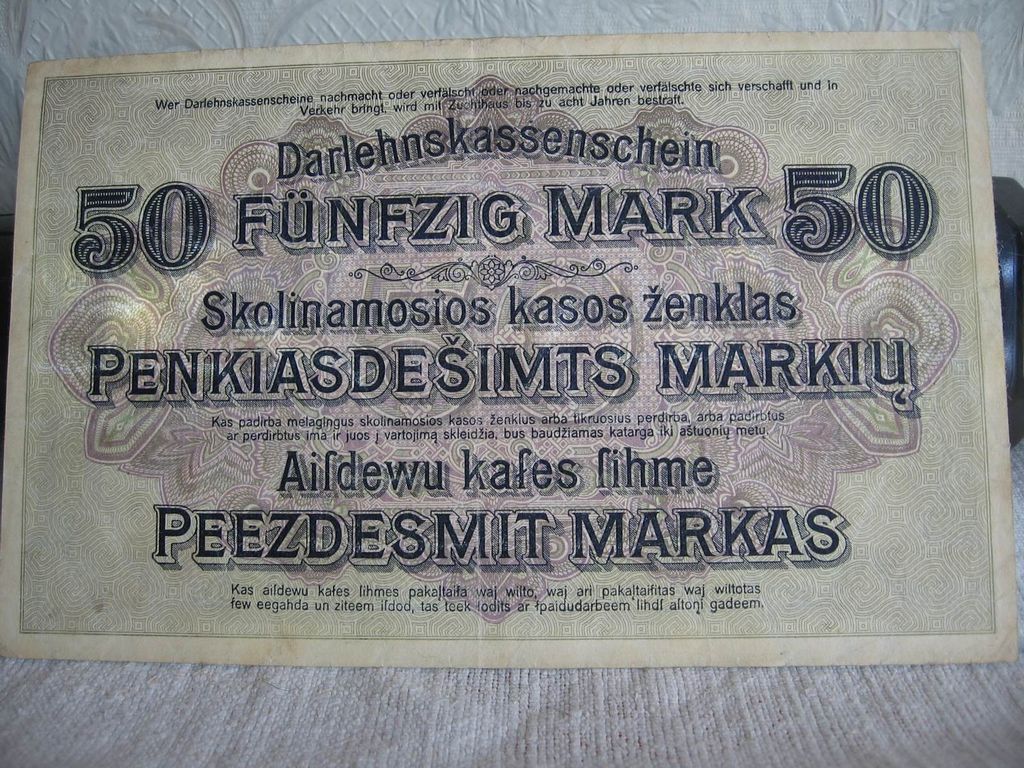 Wer Darlehnskassenscheine nachmacht oder verfälscht oder nachgemachte oder verfälschte sich verschafft und in
Verkehr bringt, wird mit Zuchthaus bis zu acht Jahren bestraft.
Darlehnskassenschein
50 FÜNFZIG MARK 50
Skolinamosios kasos ženklas
PENKIASDEŠIMTS MARKIŲ
Kas padirba melagingus skolinamosios kasos ženklus arba tikruosius perdirba, arba padirbtus
ar perdirbtus ima ir juos į vartojimą skleidžia, bus baudžiamas katarga iki aštuonių metų.
Aiſdewu kaſes ſihme
PEEZDESMIT MARKAS
Kas aiſdewu kaſes ſihmes pakaļtaiſa waj wilto, waj ari pakaļtaiſitas waj wiltotas
ſew eegahda un ziteem iſdod, tas teek ſodits ar ſpaidudarbeem lihdſ aſtoņi gadeem.